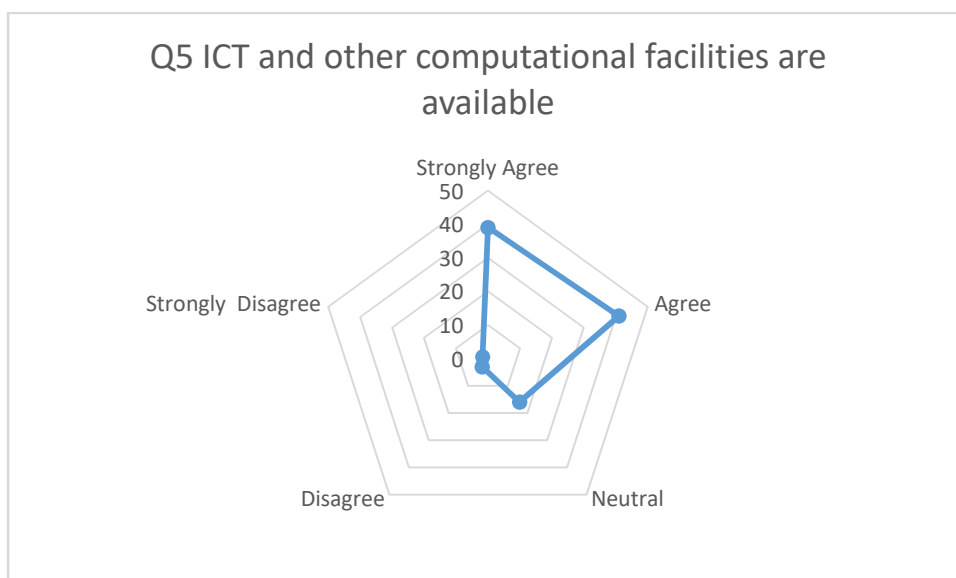 Q5 ICT and other computational facilities are
available
Strongly Agree
50
40
30
20
10
0
Strongly  Disagree
Agree
Disagree
Neutral